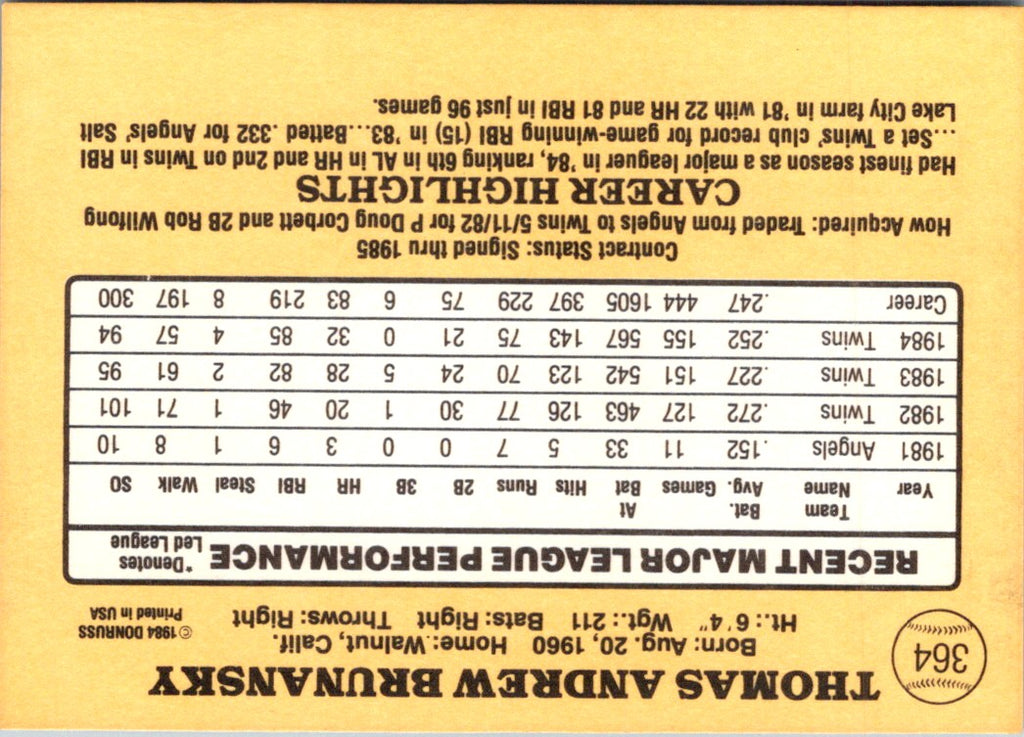 364
THOMAS ANDREW BRUNANSKY
Born: Aug. 20, 1960 Home: Walnut, Calif.
Ht.: 6'4" Wgt.: 211 Bats: Right Throws: Right
© 1984 DONRUSS
Printed in USA
RECENT MAJOR LEAGUE PERFORMANCE
*Denotes
Led League
Year Team Name Bat. Avg. Games At Bat Hits Runs 2B 3B HR RBI Steal Walk SO
1981 Angels .152 11 33 5 7 0 0 3 6 1 8 10
1982 Twins .272 127 463 126 77 30 1 20 46 1 71 101
1983 Twins .227 151 542 123 70 24 5 28 82 2 61 95
1984 Twins .252 155 567 143 75 21 0 32 85 4 57 94
Career .247 444 1605 397 229 75 6 83 219 8 197 300
Contract Status: Signed thru 1985
How Acquired: Traded from Angels to Twins 5/11/82 for P Doug Corbett and 2B Rob Wilfong
CAREER HIGHLIGHTS
Had finest season as a major leaguer in '84, ranking 6th in AL in HR and 2nd on Twins in RBI
...Set a Twins' club record for game-winning RBI (15) in '83...Batted .332 for Angels' Salt
Lake City farm in '81 with 22 HR and 81 RBI in just 96 games.